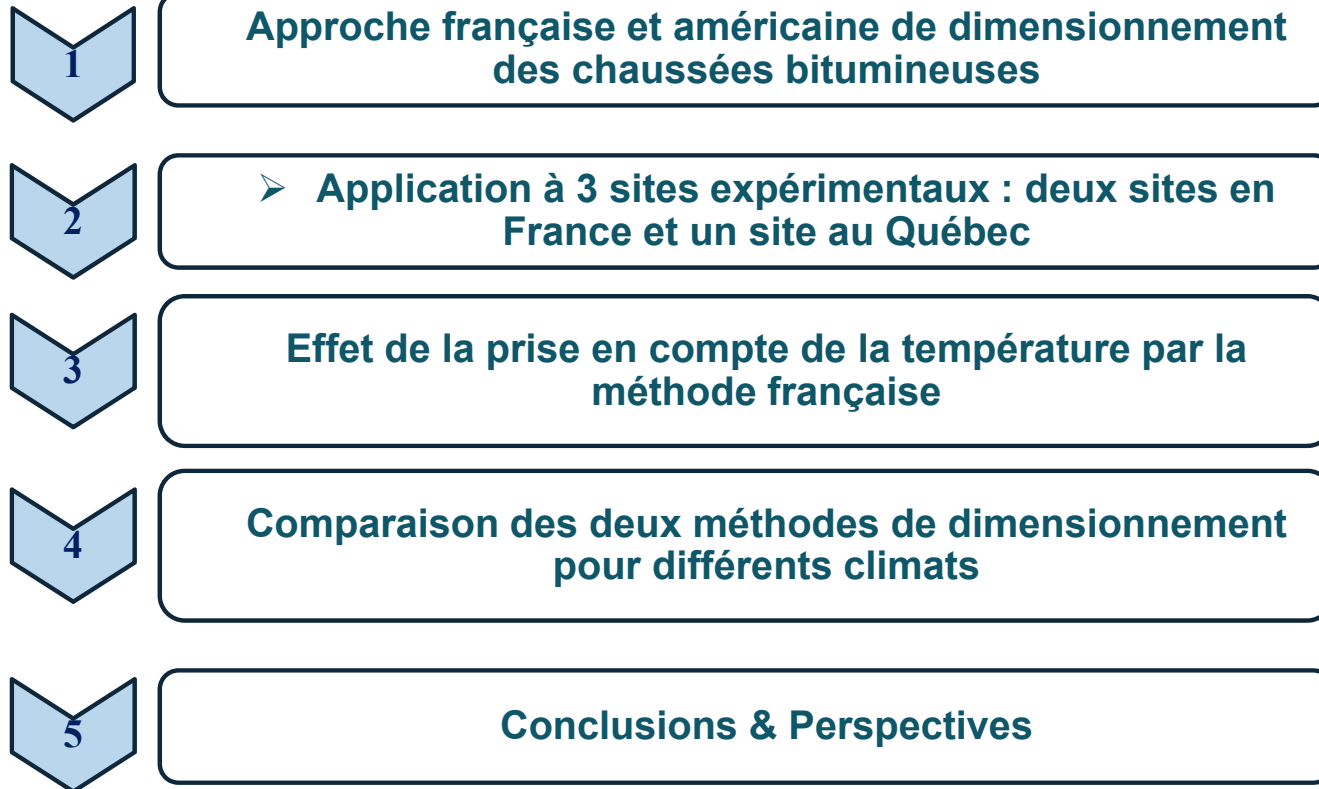 1
Approche française et américaine de dimensionnement
des chaussées bitumineuses
2
➢ Application à 3 sites expérimentaux : deux sites en
France et un site au Québec
3
Effet de la prise en compte de la température par la
méthode française
4
Comparaison des deux méthodes de dimensionnement
pour différents climats
5
Conclusions & Perspectives